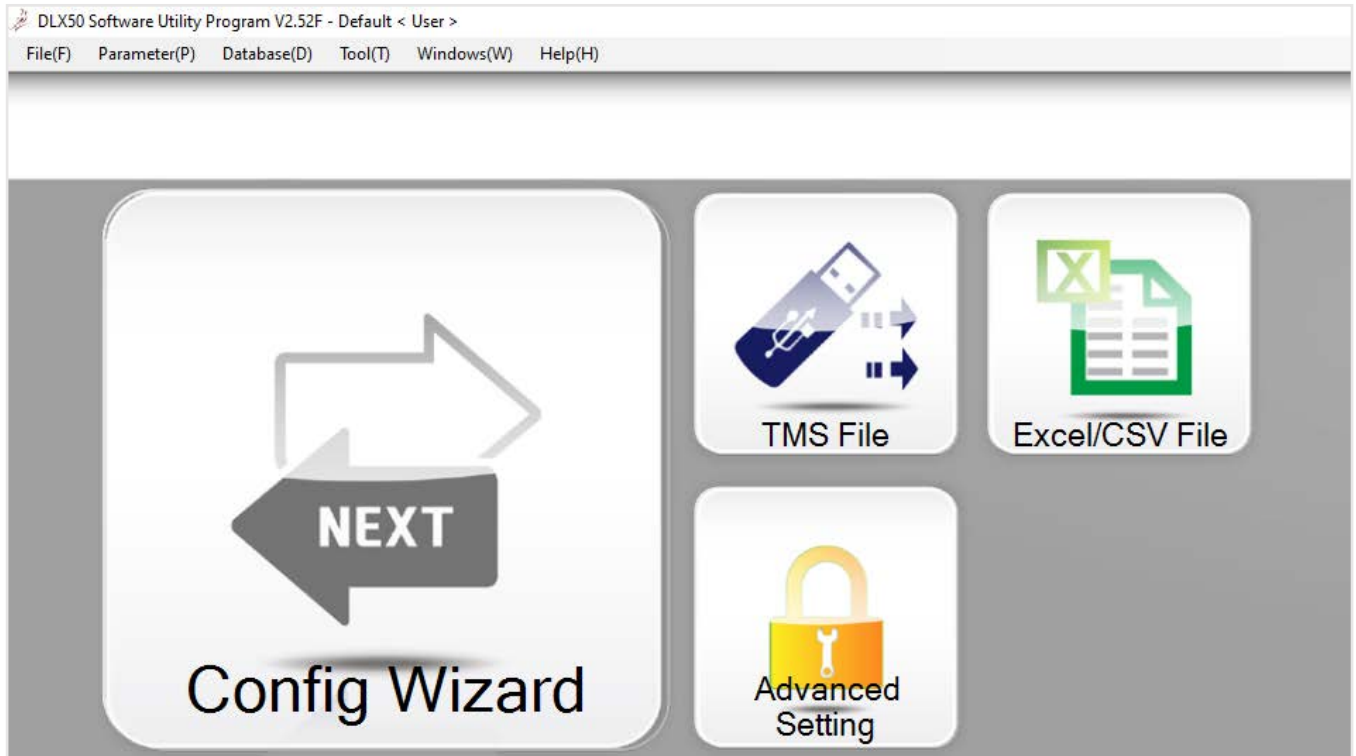 DLX50 Software Utility Program V2.52F - Default < User >
File(F) Parameter(P) Database(D) Tool(T) Windows(W) Help(H)
NEXT
Config Wizard
TMS File
Excel/CSV File
Advanced
Setting